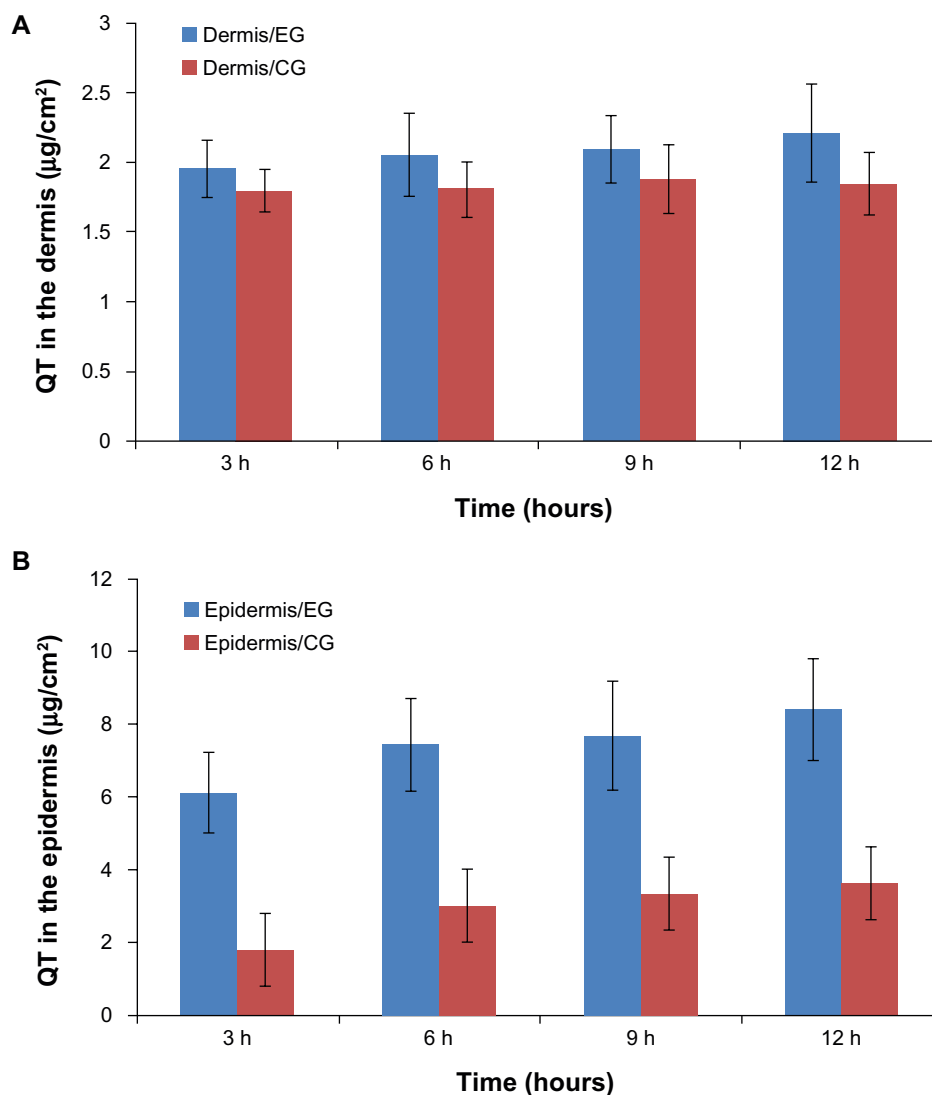 A
Dermis/EG
Dermis/CG
QT in the dermis (µg/cm²)
3
2.5
2
1.5
1
0.5
0
3 h 6 h 9 h 12 h
Time (hours)
B
Epidermis/EG
Epidermis/CG
QT in the epidermis (µg/cm²)
12
10
8
6
4
2
0
3 h 6 h 9 h 12 h
Time (hours)